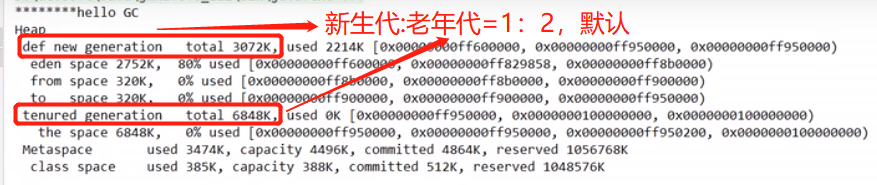 ********hello GC
新生代:老年代=1：2，默认
Heap
def new generation total 3072K, used 2214K [0x00000000ff600000, 0x00000000ff950000, 0x00000000ff950000)
eden space 2752K, 80% used [0x00000000ff600000, 0x00000000ff829858, 0x00000000ff8b0000)
from space 320K, 0% used [0x00000000ff8b0000, 0x00000000ff8b0000, 0x00000000ff900000)
to space 320K, 0% used [0x00000000ff900000, 0x00000000ff900000, 0x00000000ff950000)
tenured generation total 6848K, used 0K [0x00000000ff950000, 0x0000000100000000, 0x0000000100000000)
the space 6848K, 0% used [0x00000000ff950000, 0x00000000ff950000, 0x00000000ff950200, 0x0000000100000000)
Metaspace used 3474K, capacity 4496K, committed 4864K, reserved 1056768K
class space used 385K, capacity 388K, committed 512K, reserved 1048576K